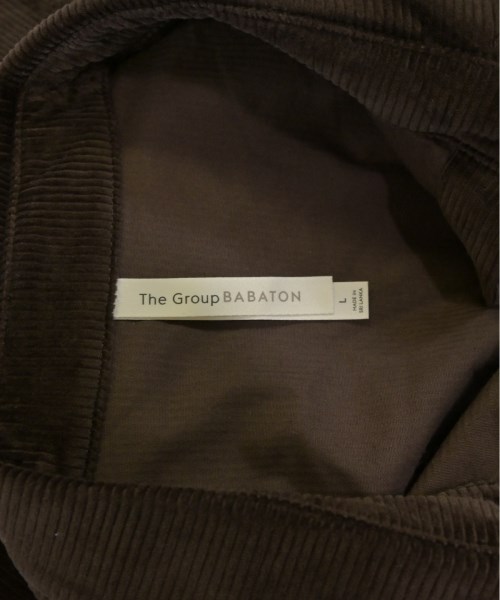 The Group BABATON
L
MADE IN
SRI LANKA